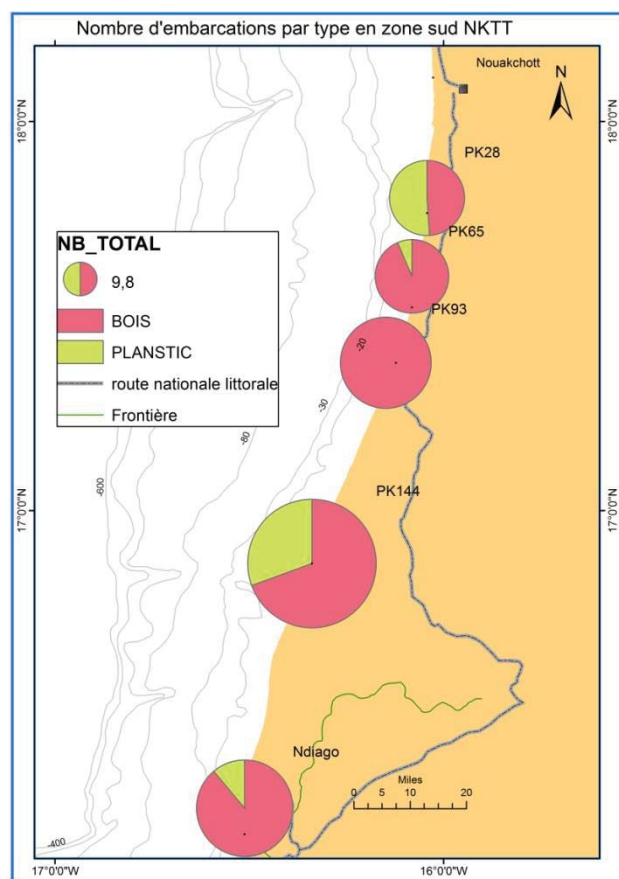 Nombre d'embarcations par type en zone sud NKTT
Nouakchott
N
18°0'0"N
18°0'0"N
PK28
PK65
NB_TOTAL
9,8
BOIS
PLANSTIC
route nationale littorale
Frontière
PK93
-20
-30
-80
-600
PK144
17°0'0"N
17°0'0"N
Ndiago
Miles
0 5 10 20
-400
17°0'0"W
16°0'0"W